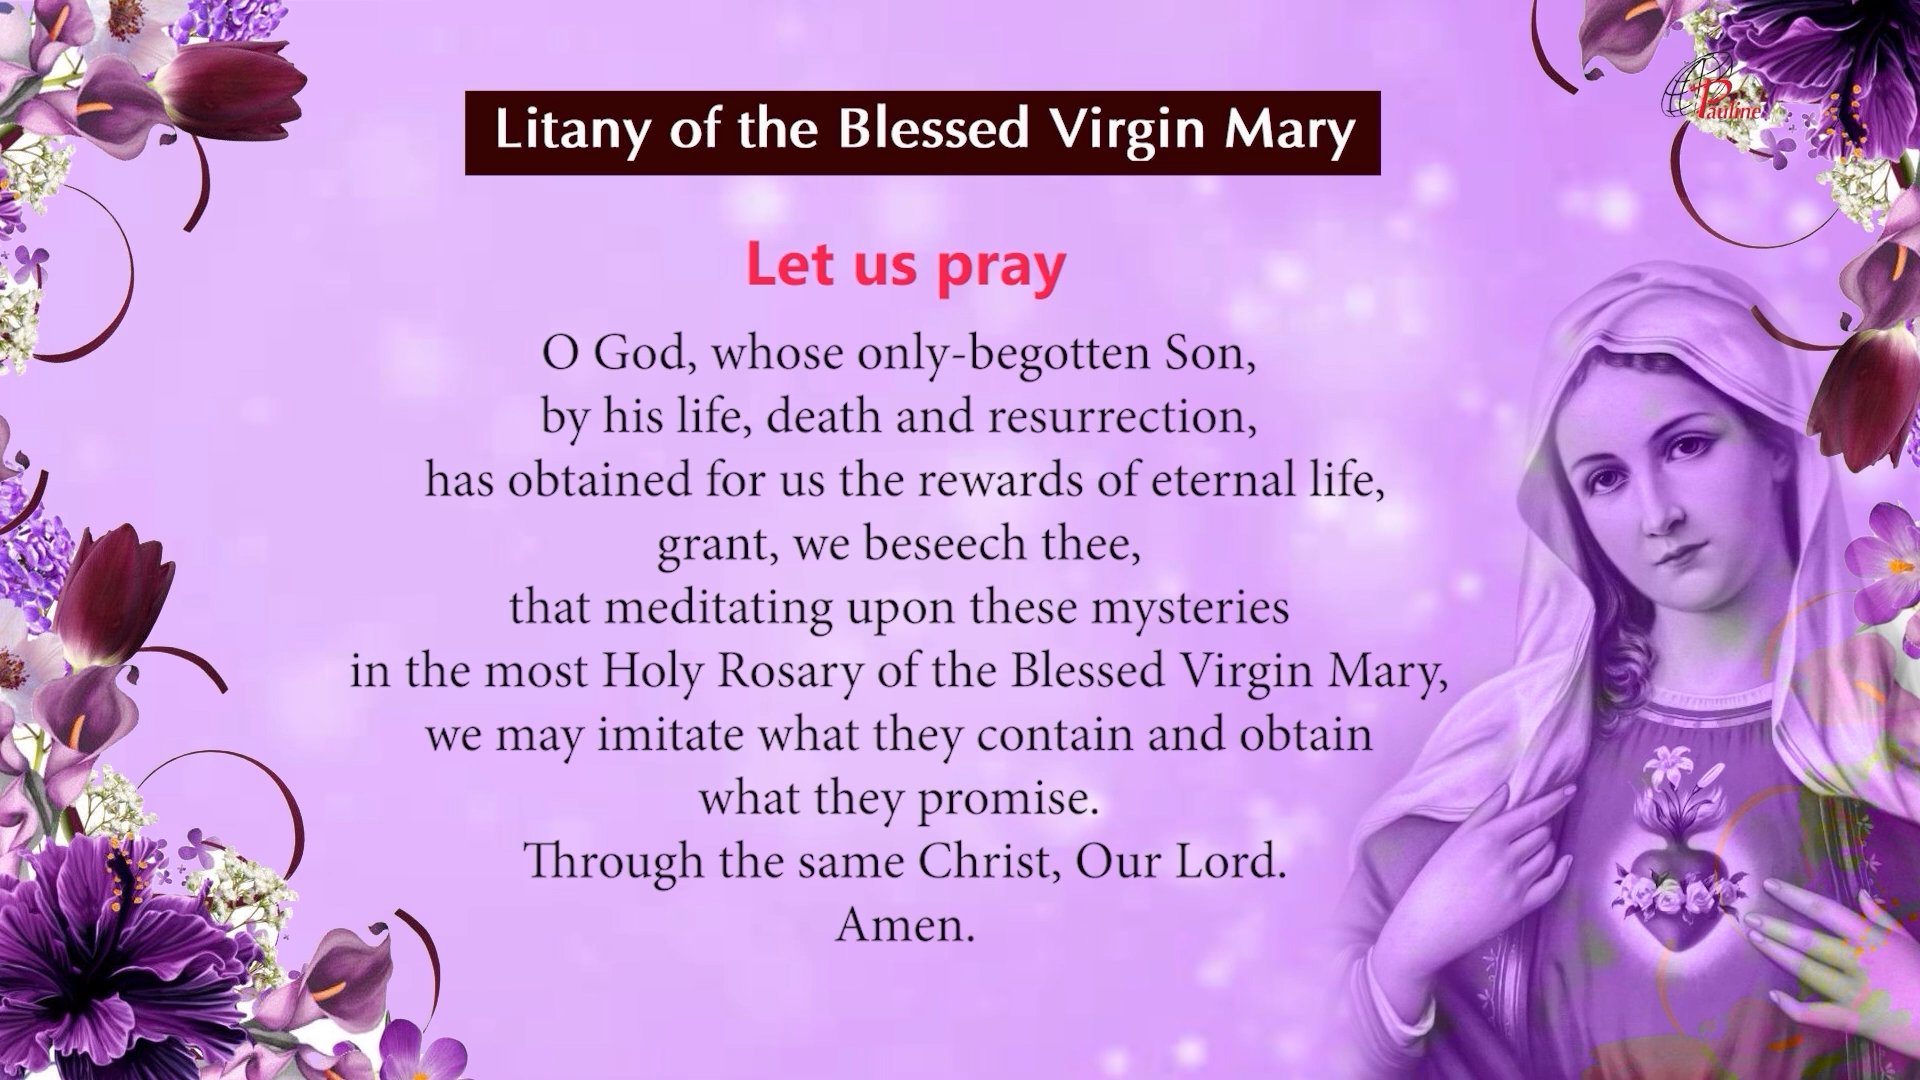 Pauline
Litany of the Blessed Virgin Mary
Let us pray
O God, whose only-begotten Son,
by his life, death and resurrection,
has obtained for us the rewards of eternal life,
grant, we beseech thee,
that meditating upon these mysteries
in the most Holy Rosary of the Blessed Virgin Mary,
we may imitate what they contain and obtain
what they promise.
Through the same Christ, Our Lord.
Amen.